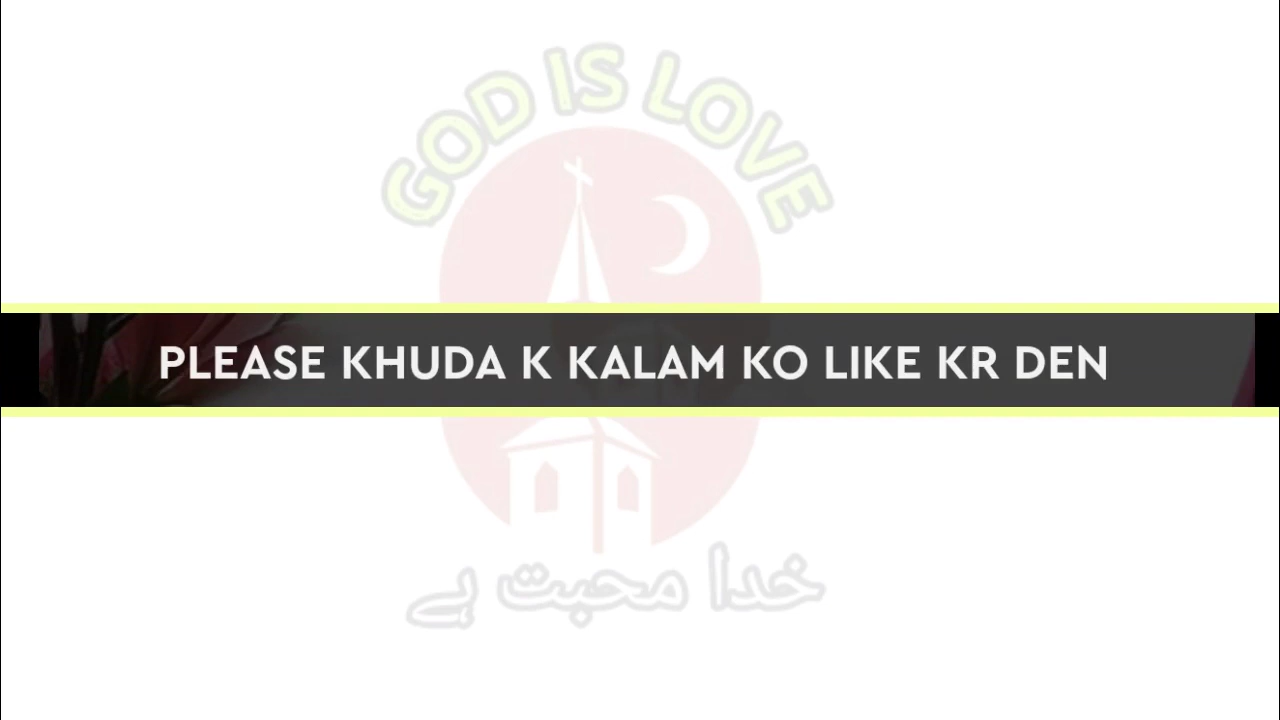 GOD IS LOVE
PLEASE KHUDA K KALAM KO LIKE KR DEN
خدا محبت ہے